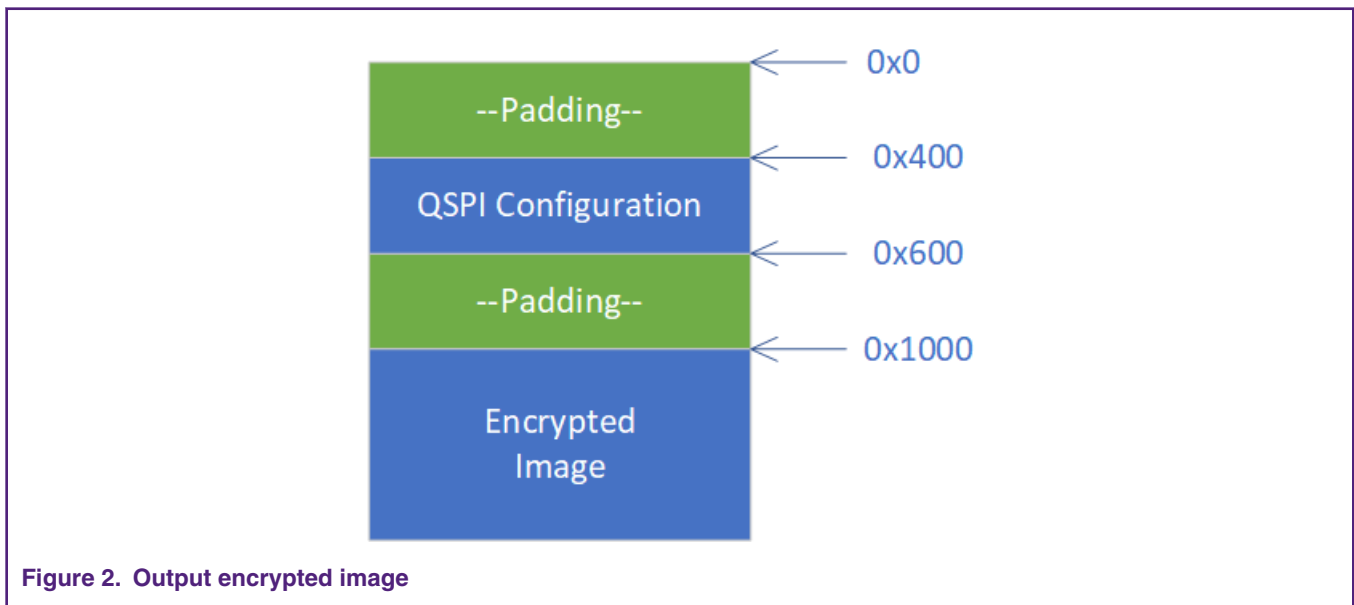 0x0
--Padding--
0x400
QSPI Configuration
0x600
--Padding--
0x1000
Encrypted
Image
Figure 2. Output encrypted image